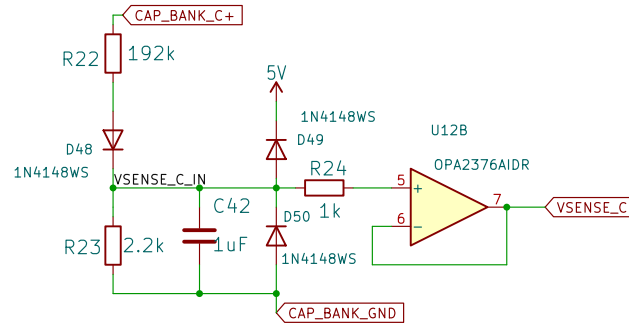 CAP_BANK_C+
R22
192k
5V
1N4148WS
D49
U12B
D48
1N4148WS
OPA2376AIDR
VSENSE_C_IN
R24
1k
5
+
6
−
7
VSENSE_C
C42
1uF
D50
1N4148WS
R23
2.2k
CAP_BANK_GND